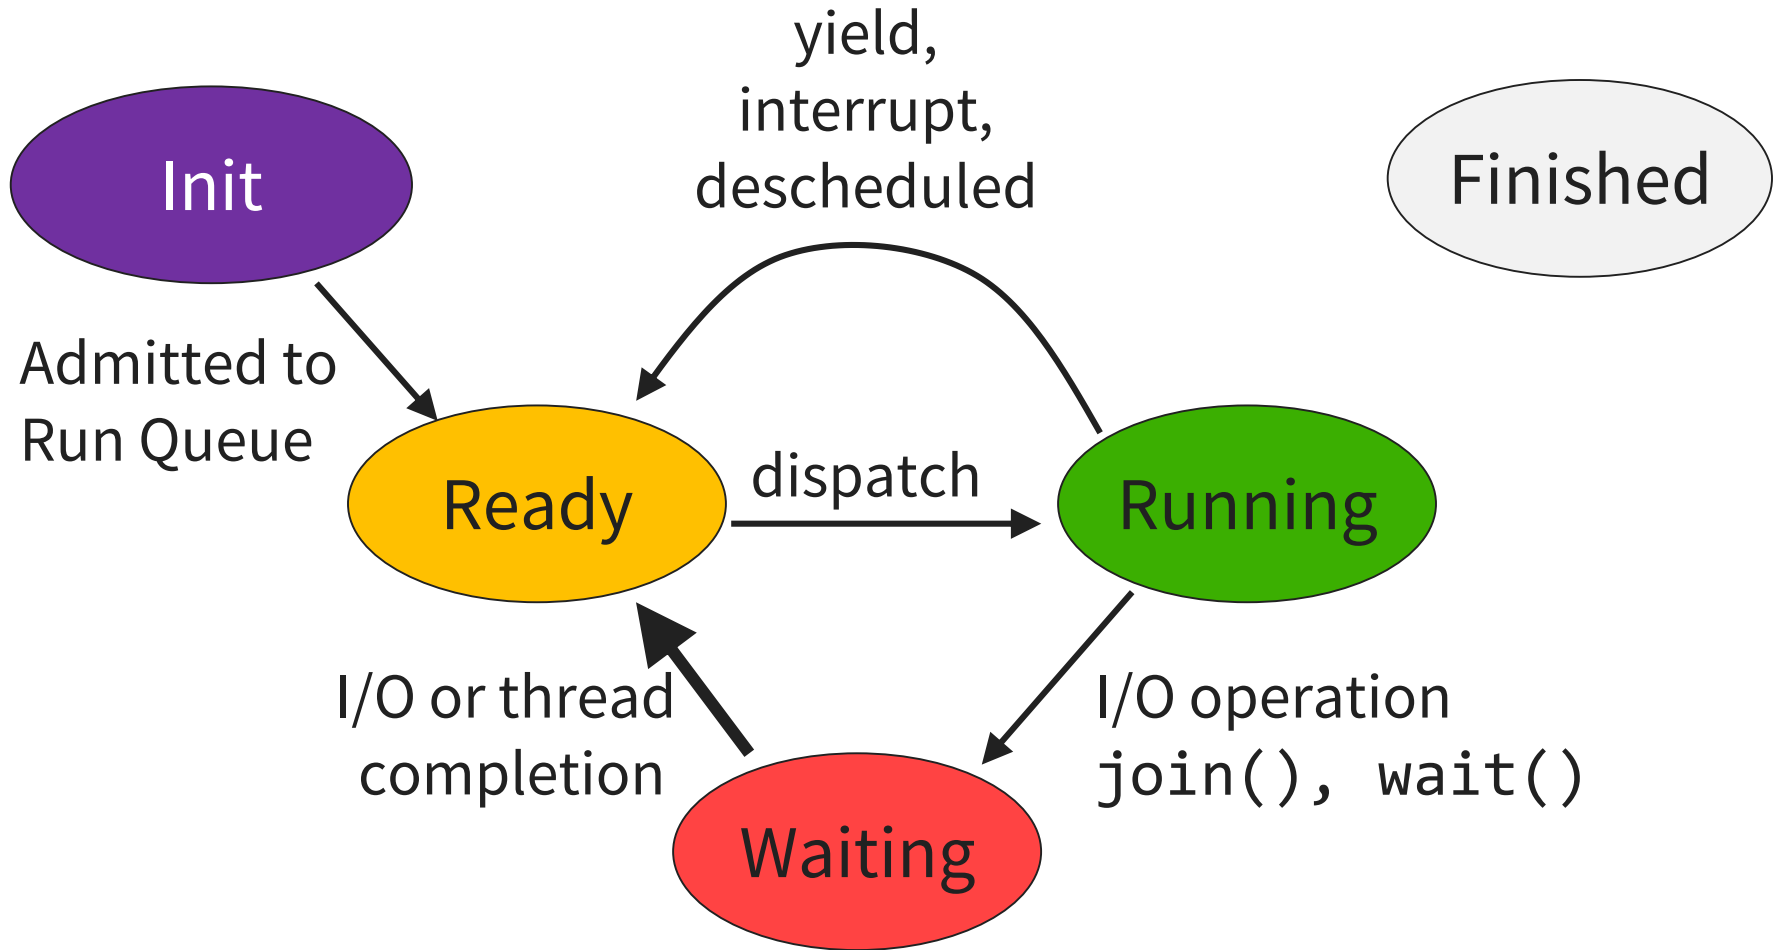 yield,
interrupt,
descheduled
Init
Finished
Admitted to
Run Queue
dispatch
Ready
Running
I/O or thread
completion
I/O operation
join(), wait()
Waiting